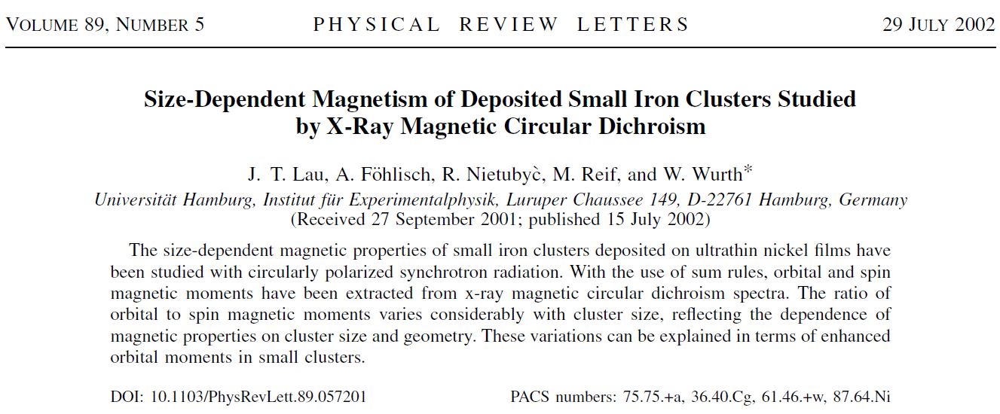 VOLUME 89, NUMBER 5 PHYSICAL REVIEW LETTERS 29 JULY 2002
Size-Dependent Magnetism of Deposited Small Iron Clusters Studied
by X-Ray Magnetic Circular Dichroism
J. T. Lau, A. Föhlisch, R. Nietubyc̀, M. Reif, and W. Wurth*
Universität Hamburg, Institut für Experimentalphysik, Luruper Chaussee 149, D-22761 Hamburg, Germany
(Received 27 September 2001; published 15 July 2002)
The size-dependent magnetic properties of small iron clusters deposited on ultrathin nickel films have
been studied with circularly polarized synchrotron radiation. With the use of sum rules, orbital and spin
magnetic moments have been extracted from x-ray magnetic circular dichroism spectra. The ratio of
orbital to spin magnetic moments varies considerably with cluster size, reflecting the dependence of
magnetic properties on cluster size and geometry. These variations can be explained in terms of enhanced
orbital moments in small clusters.
DOI: 10.1103/PhysRevLett.89.057201 PACS numbers: 75.75.+a, 36.40.Cg, 61.46.+w, 87.64.Ni